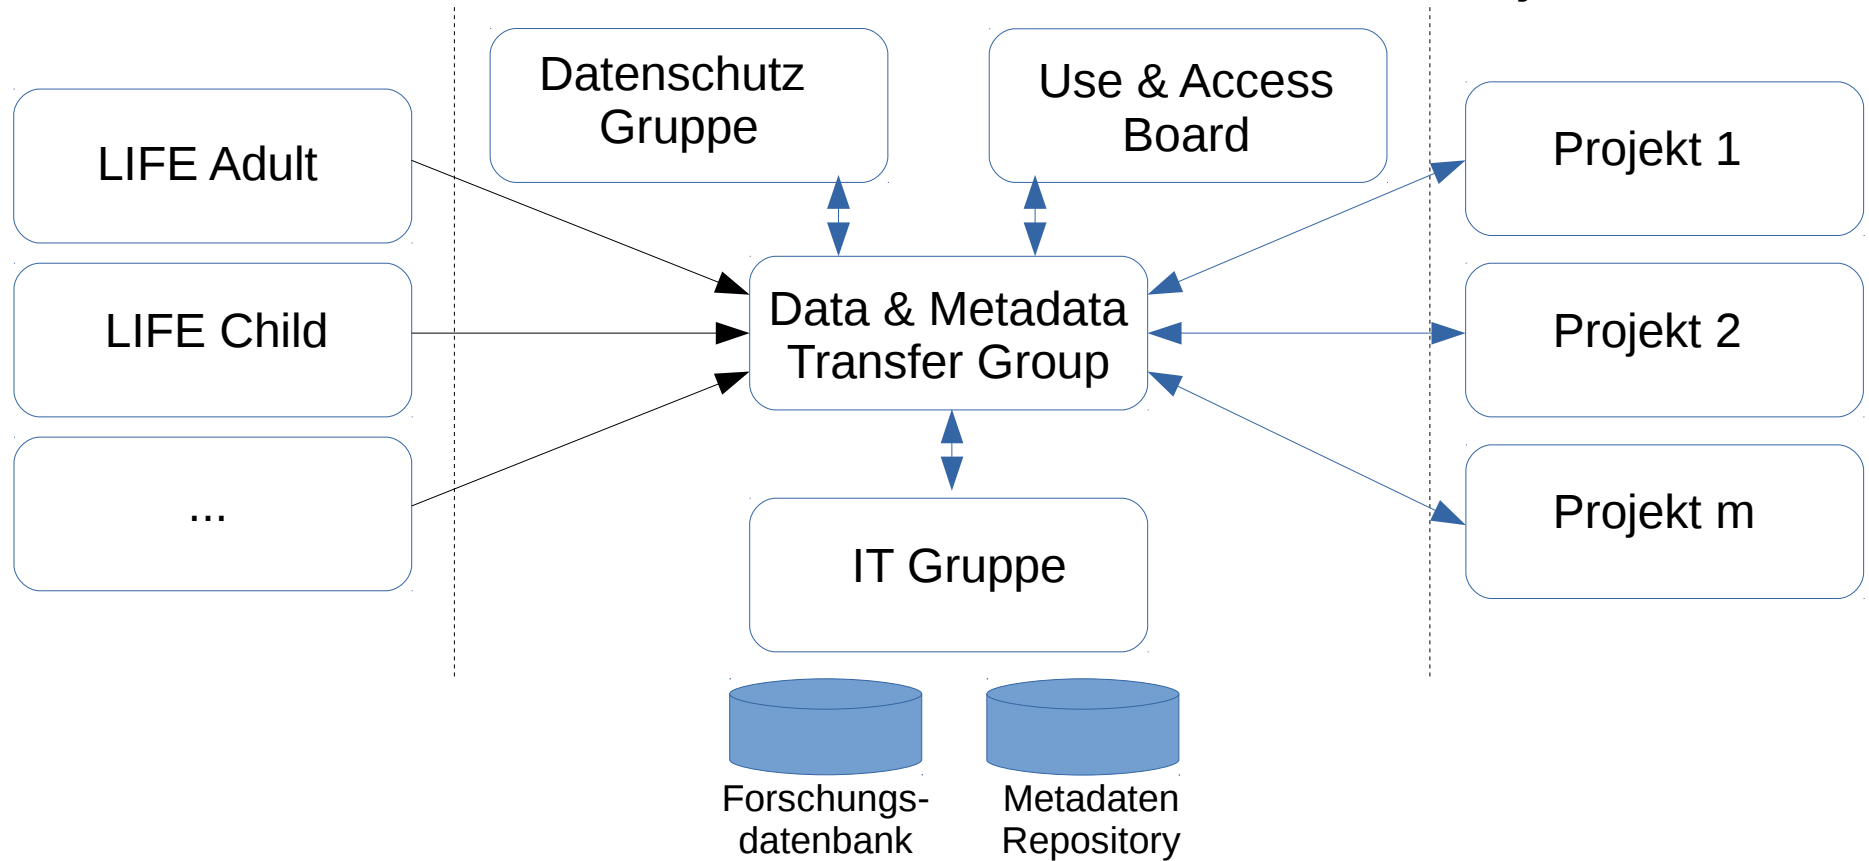 LIFE Adult
LIFE Child
...
Datenschutz
Gruppe
Use & Access
Board
Data & Metadata
Transfer Group
IT Gruppe
Forschungs-
datenbank
Metadaten
Repository
Projekt 1
Projekt 2
Projekt m